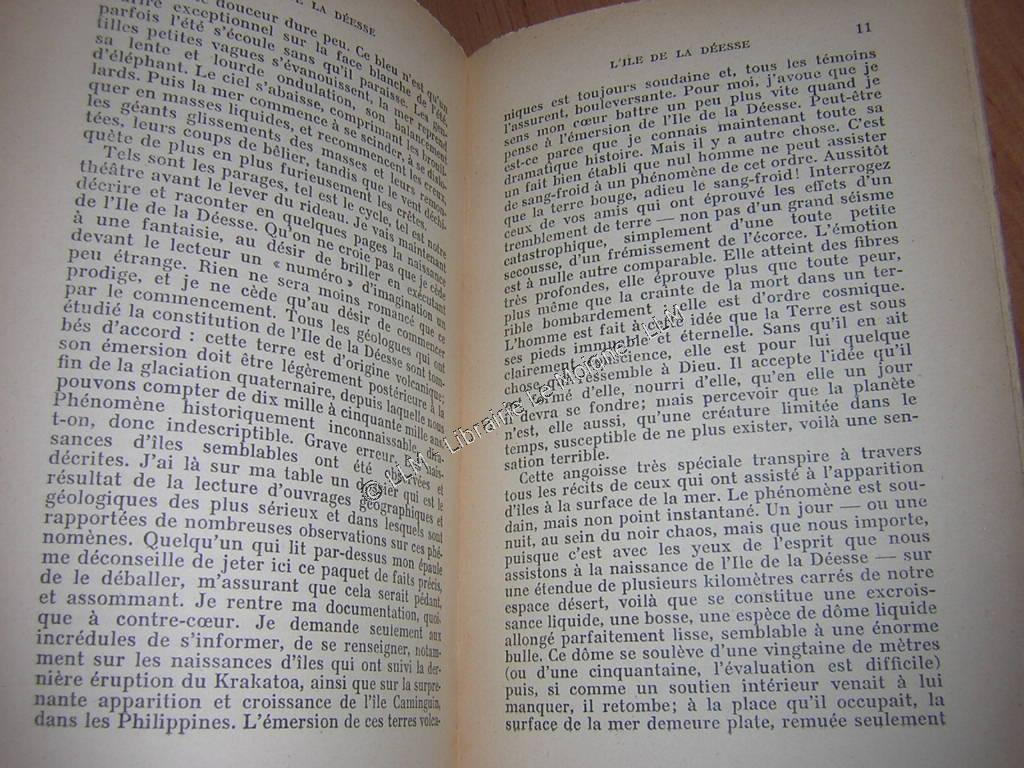 DE LA DÉESSE
douceur dure peu. Ce bleu n'est qu'un
exceptionnel sur la face blanche de l'été,
parfois l'été s'écoule sans qu'il paraisse. Les gen-
tilles petites vagues s'évanouissent, la mer reprend
sa lente et lourde ondulation, son balancement
d'éléphant. Le ciel s'abaisse, comprimant les brouil-
lards. Puis la mer commence à se scinder, à se dislo-
quer en masses liquides, et recommencent les creux,
les géants glissements des masses et leurs remon-
tées, leurs coups de bélier, tandis que le vent déchi-
quète de plus en plus furieusement les crêtes.
Tels sont les parages, tel est le cycle, tel est notre
théâtre avant le lever du rideau. Je vais maintenant
décrire et raconter en quelques pages la naissance
de l'Ile de la Déesse. Qu'on ne croie pas que je cède
à une fantaisie, au désir de briller en exécutant
devant le lecteur un « numéro » d'imagination un
peu étrange. Rien ne sera moins romancé que ce
prodige, et je ne cède qu'au désir de commencer
par le commencement. Tous les géologues qui ont
étudié la constitution de l'Ile de la Déesse sont tom-
bés d'accord : cette terre est d'origine volcanique;
son émersion doit être légèrement postérieure à la
fin de la glaciation quaternaire, depuis laquelle nous
pouvons compter de dix mille à cinquante mille ans.
Phénomène historiquement inconnaissable, dira-
t-on, donc indescriptible. Grave erreur, des nais-
sances d'îles semblables ont été observées et
décrites. J'ai là sur ma table un dossier qui est le
résultat de la lecture d'ouvrages géographiques et
géologiques des plus sérieux et dans lesquels sont
rapportées de nombreuses observations sur ces phé-
nomènes. Quelqu'un qui lit par-dessus mon épaule
me déconseille de jeter ici ce paquet de faits précis,
de le déballer, m'assurant que cela serait pédant,
et assommant. Je rentre ma documentation, quoi-
que à contre-cœur. Je demande seulement aux
incrédules de s'informer, de se renseigner, notam-
ment sur les naissances d'îles qui ont suivi la der-
nière éruption du Krakatoa, ainsi que sur la surpre-
nante apparition et croissance de l'île Caminguin,
dans les Philippines. L'émersion de ces terres volca-
L'ILE DE LA DÉESSE 11
niques est toujours soudaine et, tous les témoins
l'assurent, bouleversante. Pour moi, j'avoue que je
sens mon cœur battre un peu plus vite quand je
pense à l'émersion de l'Ile de la Déesse. Peut-être
est-ce parce que je connais maintenant toute sa
dramatique histoire. Mais il y a autre chose. C'est
un fait bien établi que nul homme ne peut assister
de sang-froid à un phénomène de cet ordre. Aussitôt
que la terre bouge, adieu le sang-froid! Interrogez
ceux de vos amis qui ont éprouvé les effets d'un
tremblement de terre — non pas d'un grand séisme
catastrophique, simplement d'une toute petite
secousse, d'un frémissement de l'écorce. L'émotion
est à nulle autre comparable. Elle atteint des fibres
très profondes, elle éprouve plus que toute peur,
plus même que la crainte de la mort dans un ter-
rible bombardement, elle est d'ordre cosmique.
L'homme est fait à cette idée que la Terre est sous
ses pieds immuable et éternelle. Sans qu'il en ait
clairement conscience, elle est pour lui quelque
chose qui ressemble à Dieu. Il accepte l'idée qu'il
formé d'elle, nourri d'elle, qu'en elle un jour
il devra se fondre; mais percevoir que la planète
n'est, elle aussi, qu'une créature limitée dans le
temps, susceptible de ne plus exister, voilà une sen-
sation terrible.
Cette angoisse très spéciale transpire à travers
tous les récits de ceux qui ont assisté à l'apparition
d'îles à la surface de la mer. Le phénomène est sou-
dain, mais non point instantané. Un jour — ou une
nuit, au sein du noir chaos, mais que nous importe,
puisque c'est avec les yeux de l'esprit que nous
assistons à la naissance de l'Ile de la Déesse — sur
une étendue de plusieurs kilomètres carrés de notre
espace désert, voilà que se constitue une excrois-
sance liquide, une bosse, une espèce de dôme liquide
allongé parfaitement lisse, semblable à une énorme
bulle. Ce dôme se soulève d'une vingtaine de mètres
(ou d'une cinquantaine, l'évaluation est difficile)
puis, si comme un soutien intérieur venait à lui
manquer, il retombe; à la place qu'il occupait, la
surface de la mer demeure plate, remuée seulement
© LLM - Librairie Le Moigne - LLM